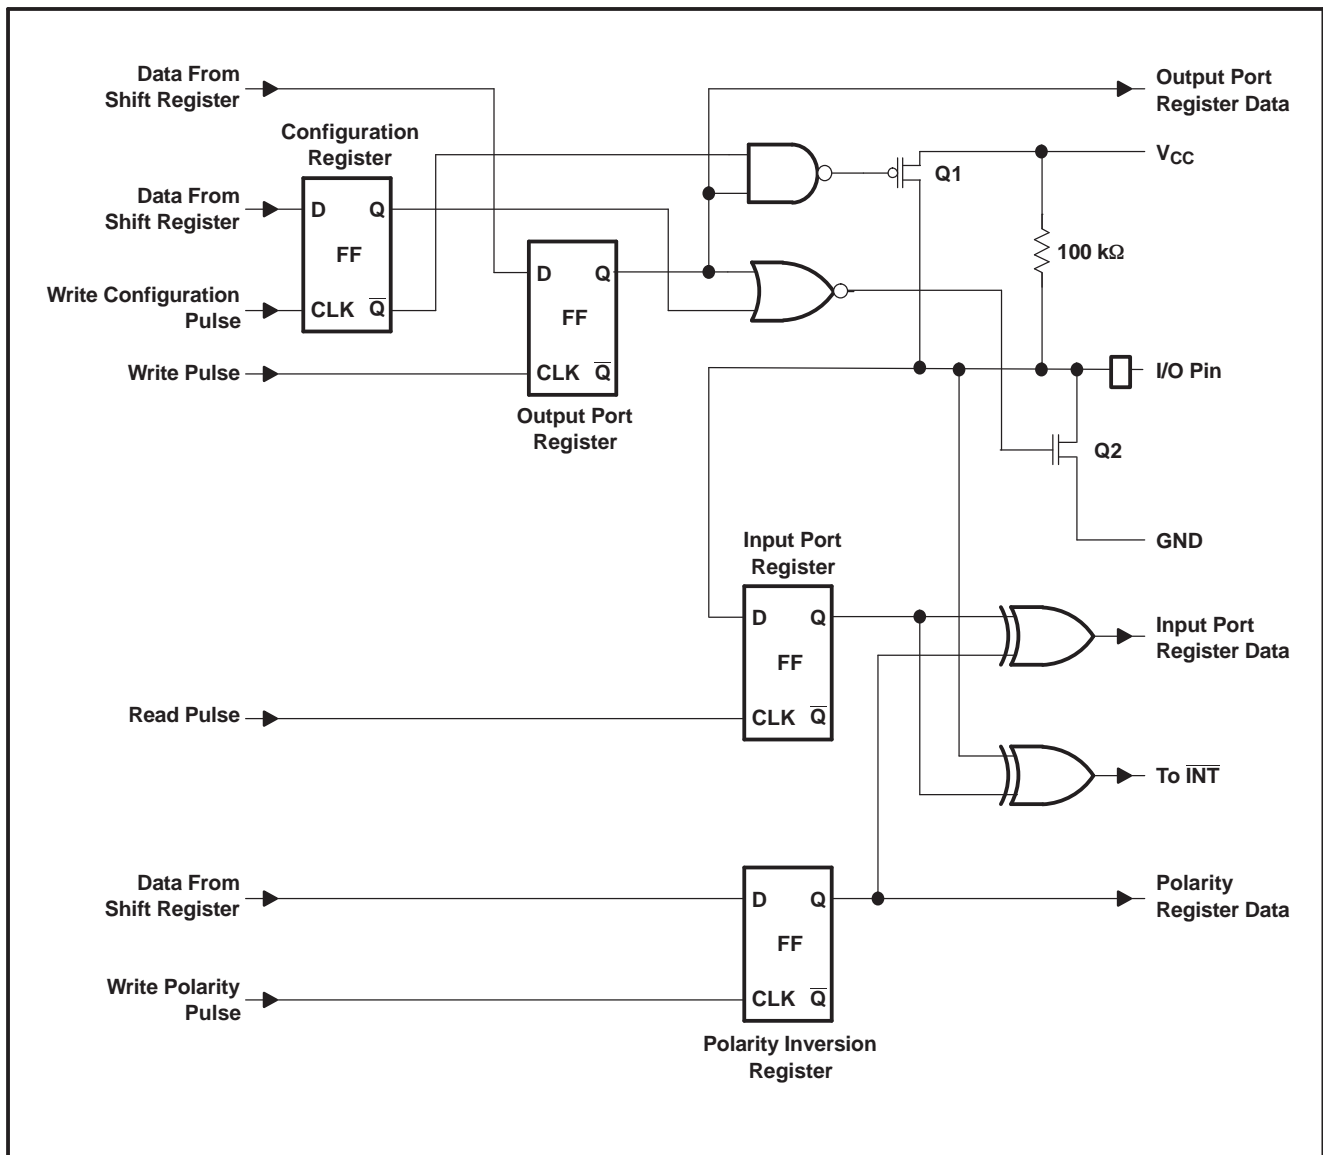 Data From
Shift Register
Output Port
Register Data
Configuration
Register
V<sub>CC</sub>
Q1
Data From
Shift Register
D
Q
FF
CLK
Q̅
100 kΩ
D
Q
FF
CLK
Q̅
Write Configuration
Pulse
Write Pulse
I/O Pin
Output Port
Register
Q2
GND
Input Port
Register
D
Q
FF
CLK
Q̅
Input Port
Register Data
Read Pulse
To I̅N̅T̅
Data From
Shift Register
D
Q
FF
CLK
Q̅
Polarity
Register Data
Write Polarity
Pulse
Polarity Inversion
Register